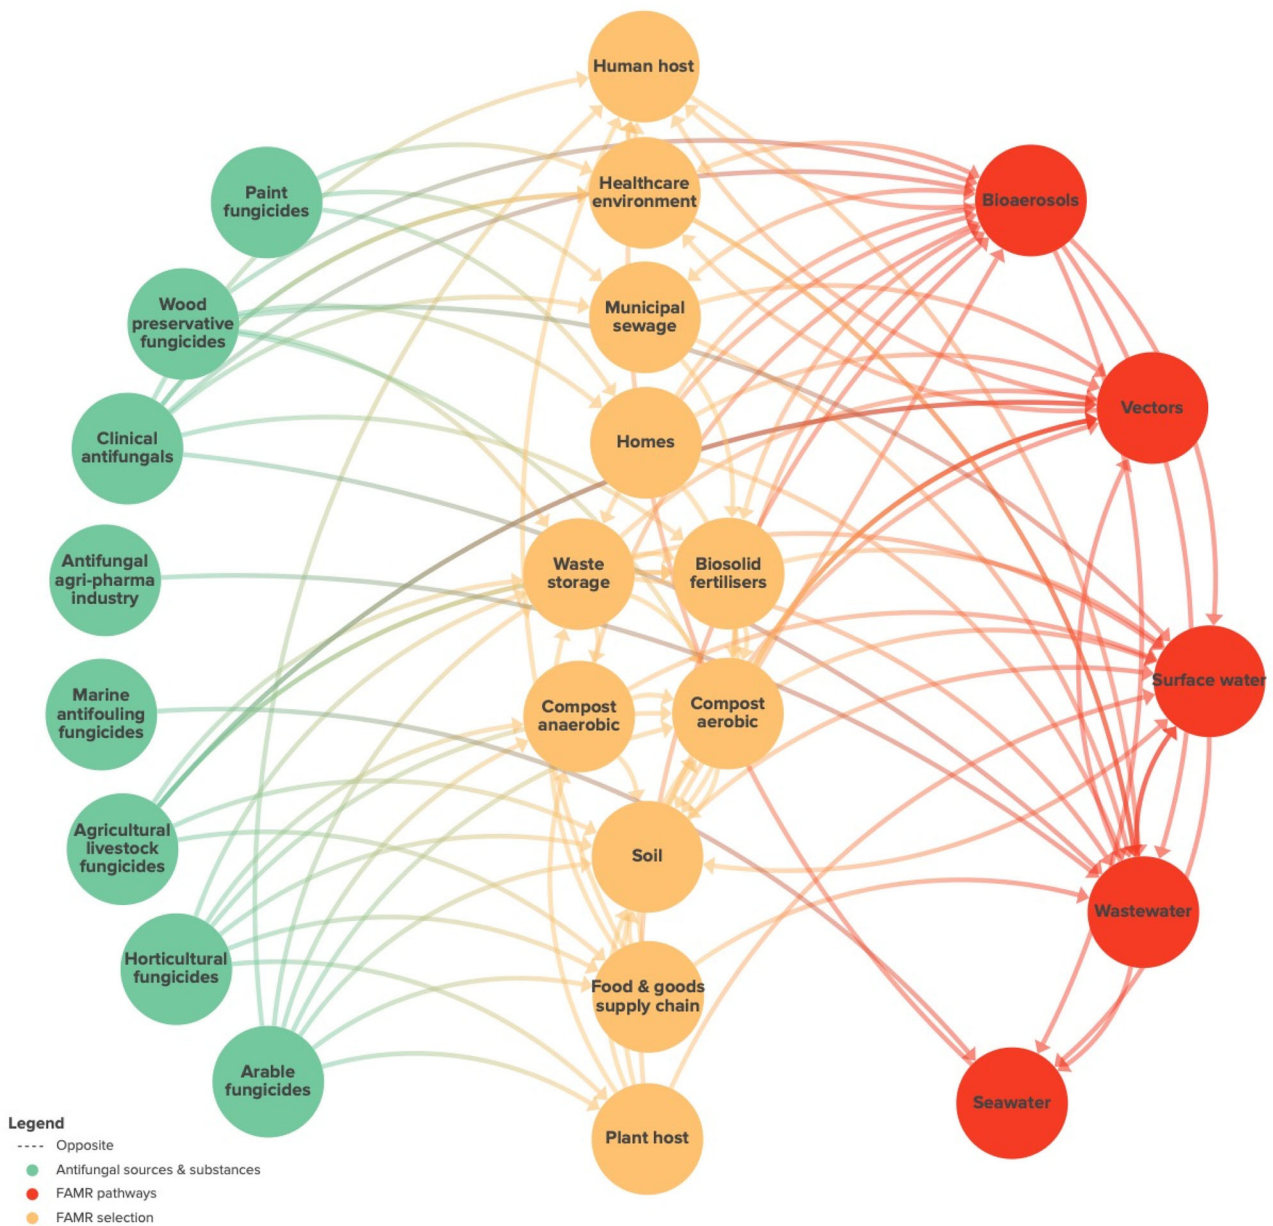 Human host
Paint
fungicides
Healthcare
environment
Bioaerosols
Wood
preservative
fungicides
Municipal
sewage
Vectors
Clinical
antifungals
Homes
Antifungal
agri-pharma
industry
Waste
storage
Biosolid
fertilisers
Surface water
Marine
antifouling
fungicides
Compost
anaerobic
Compost
aerobic
Agricultural
livestock
fungicides
Soil
Wastewater
Horticultural
fungicides
Food & goods
supply chain
Arable
fungicides
Seawater
Plant host
Legend
Opposite
Antifungal sources & substances
FAMR pathways
FAMR selection